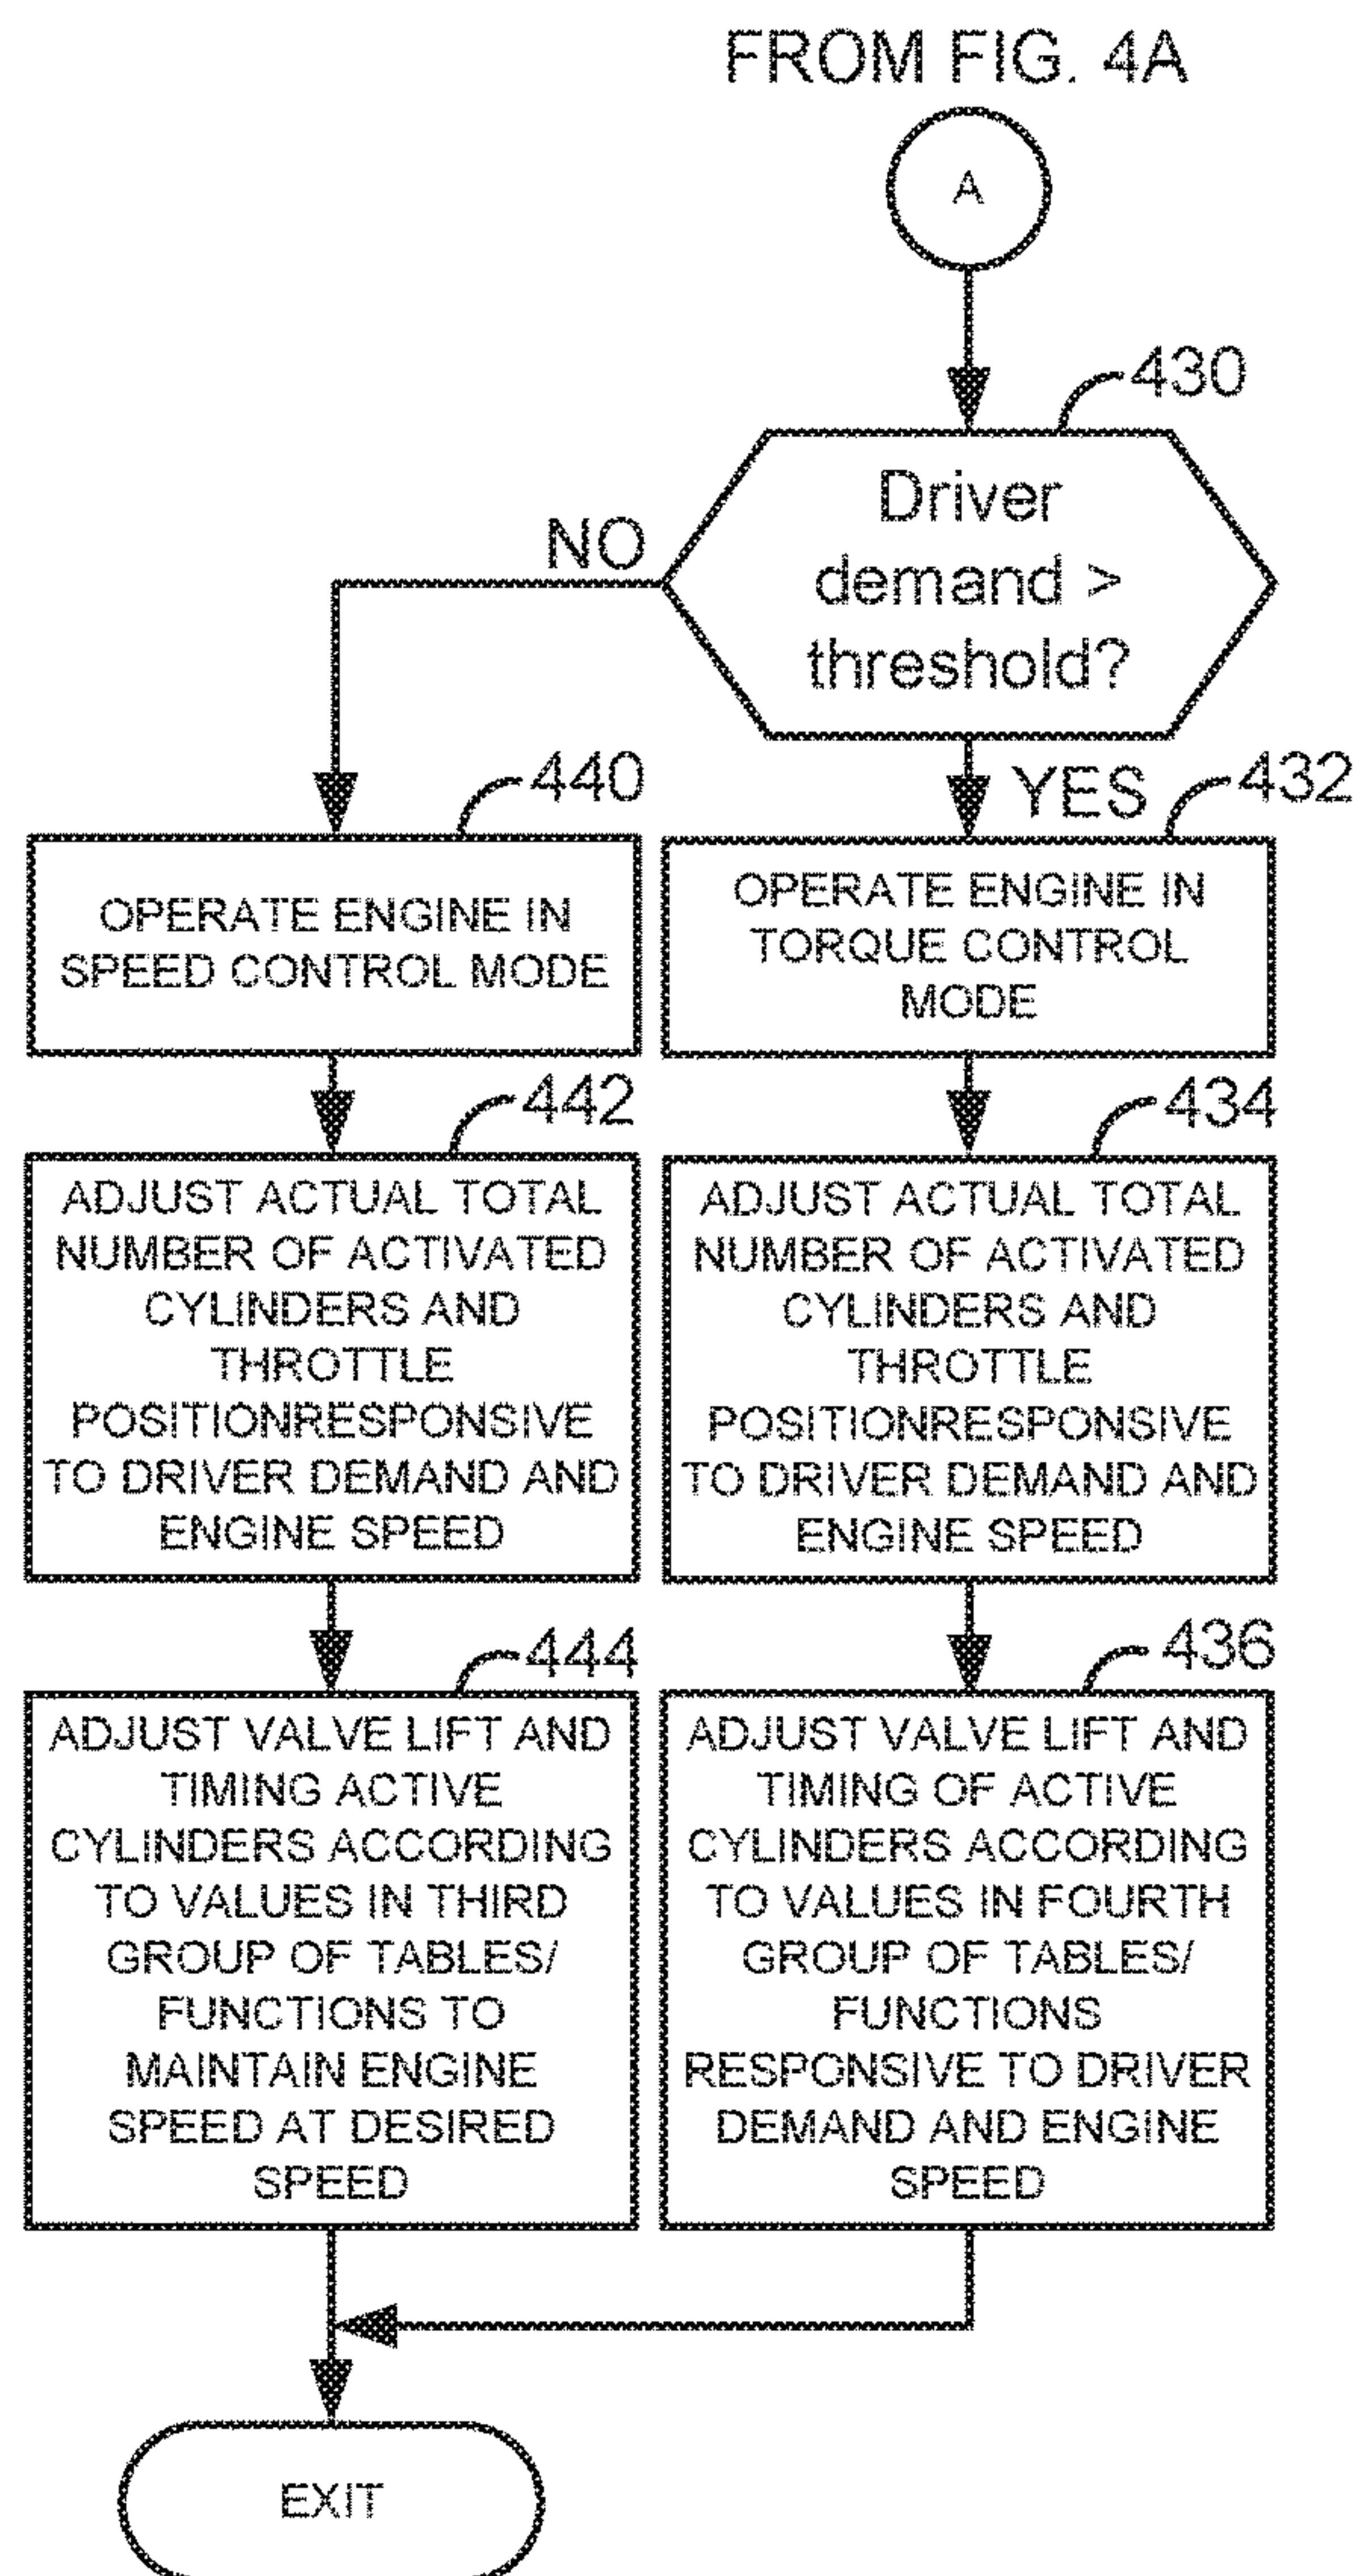 FROM FIG. 4A
A
430
Driver
demand >
threshold?
NO
YES
440
OPERATE ENGINE IN
SPEED CONTROL MODE
432
OPERATE ENGINE IN
TORQUE CONTROL
MODE
442
ADJUST ACTUAL TOTAL
NUMBER OF ACTIVATED
CYLINDERS AND
THROTTLE
POSITIONRESPONSIVE
TO DRIVER DEMAND AND
ENGINE SPEED
434
ADJUST ACTUAL TOTAL
NUMBER OF ACTIVATED
CYLINDERS AND
THROTTLE
POSITIONRESPONSIVE
TO DRIVER DEMAND AND
ENGINE SPEED
444
ADJUST VALVE LIFT AND
TIMING ACTIVE
CYLINDERS ACCORDING
TO VALUES IN THIRD
GROUP OF TABLES/
FUNCTIONS TO
MAINTAIN ENGINE
SPEED AT DESIRED
SPEED
436
ADJUST VALVE LIFT AND
TIMING OF ACTIVE
CYLINDERS ACCORDING
TO VALUES IN FOURTH
GROUP OF TABLES/
FUNCTIONS
RESPONSIVE TO DRIVER
DEMAND AND ENGINE
SPEED
EXIT